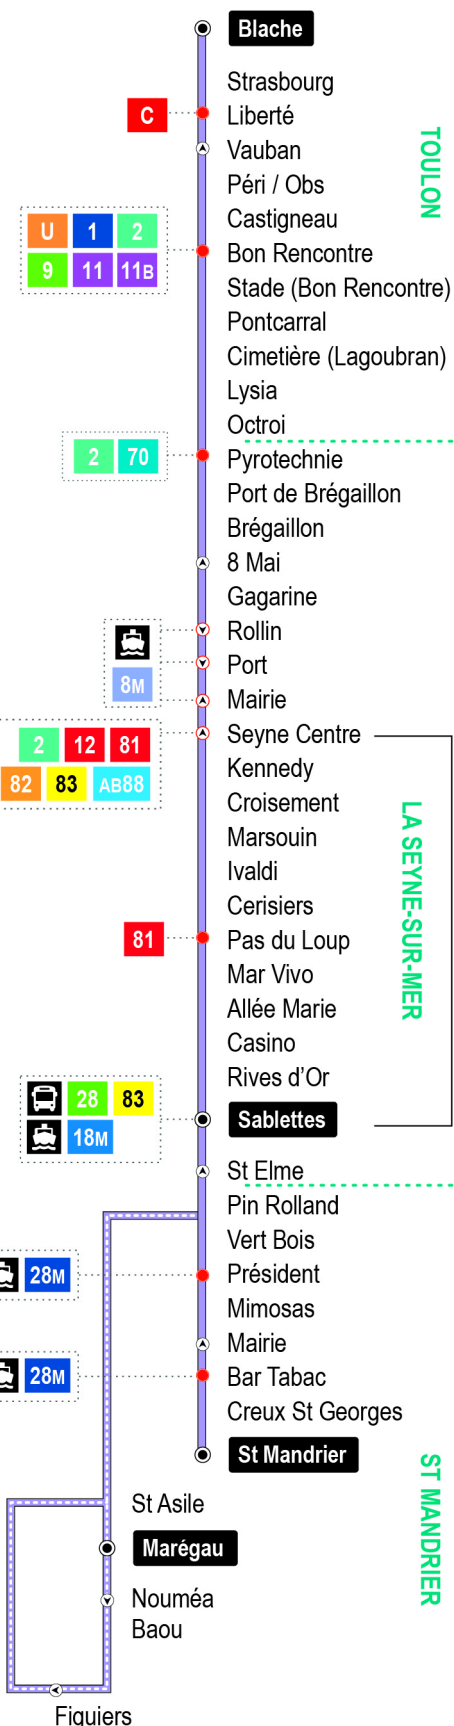 Blache
Strasbourg
C
Liberté
Vauban
TOULON
Péri / Obs
Castigneau
U 1 2
Bon Rencontre
9 11 11B
Stade (Bon Rencontre)
Pontcarral
Cimetière (Lagoubran)
Lysia
Octroi
2 70
Pyrotechnie
Port de Brégaillon
Brégaillon
8 Mai
Gagarine
Rollin
Port
8M
Mairie
Seyne Centre
2 12 81
Kennedy
82 83 AB88
Croisement
Marsouin
LA SEYNE-SUR-MER
Ivaldi
Cerisiers
81
Pas du Loup
Mar Vivo
Allée Marie
Casino
Rives d'Or
28 83
Sablettes
18M
St Elme
Pin Rolland
Vert Bois
28M
Président
Mimosas
Mairie
28M
Bar Tabac
Creux St Georges
St Mandrier
ST MANDRIER
St Asile
Marégau
Nouméa
Baou
Figuiers